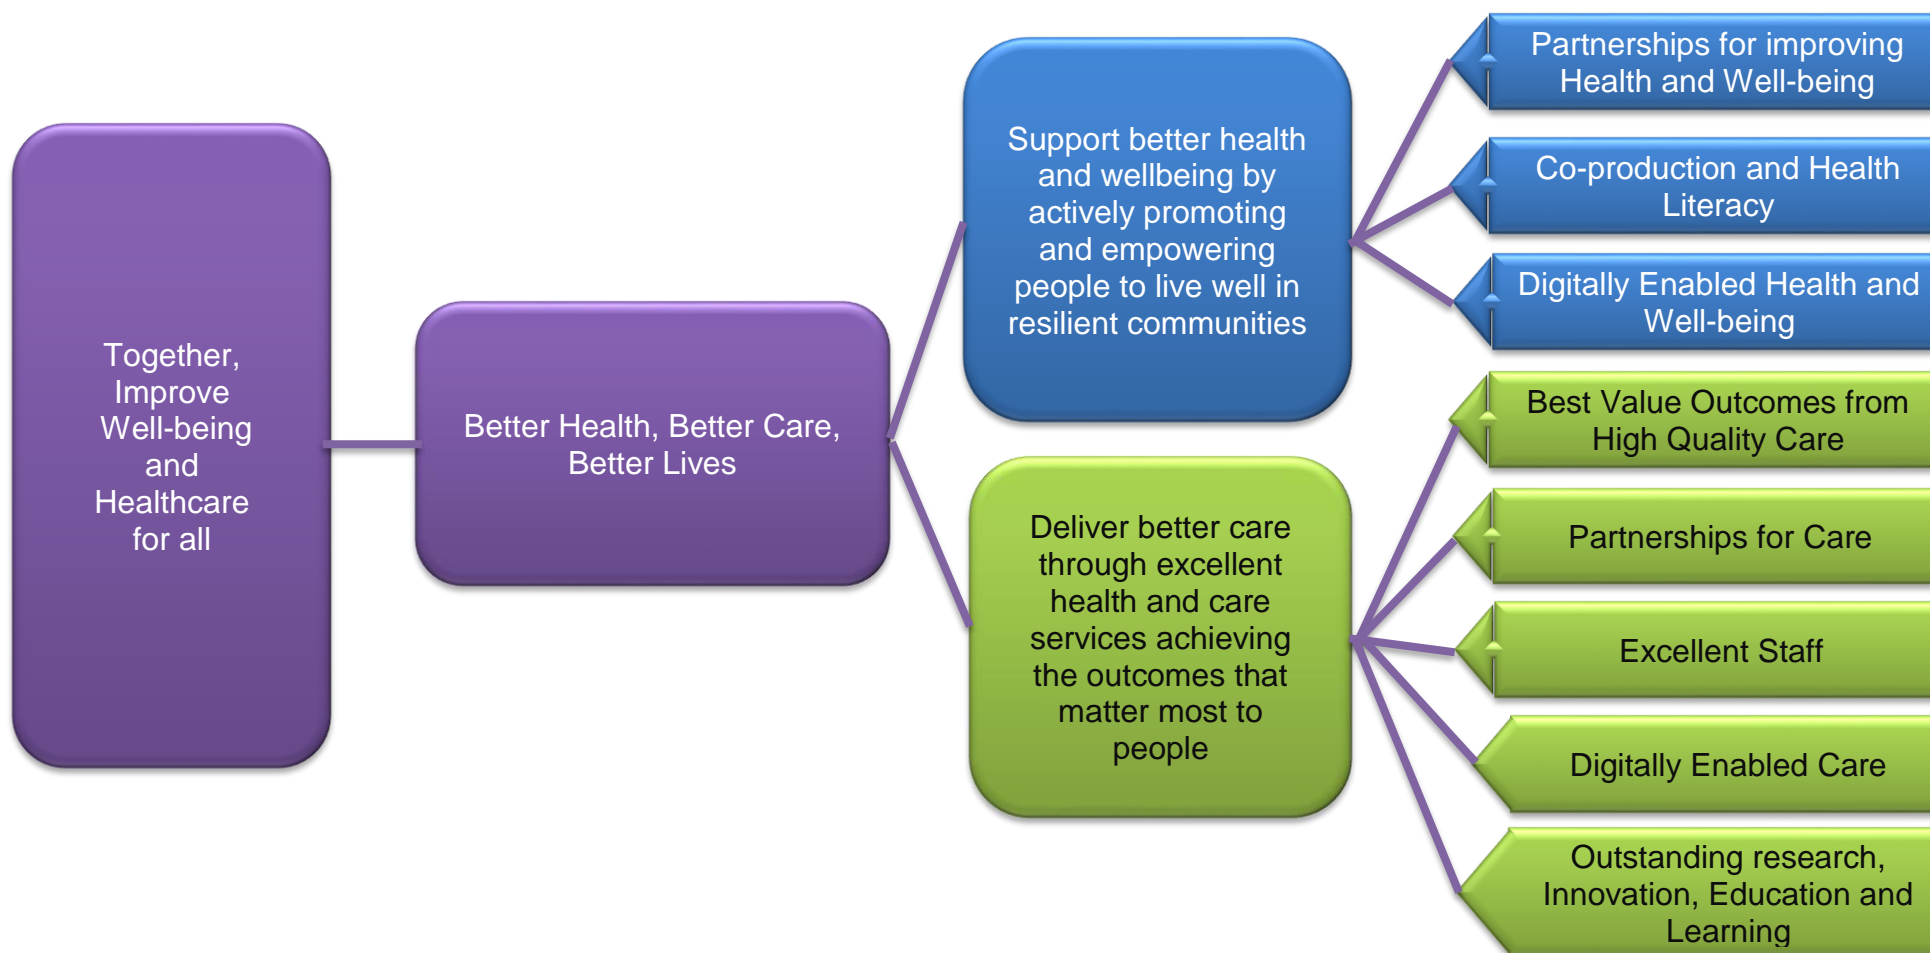 Together,
Improve
Well-being
and
Healthcare
for all
Better Health, Better Care,
Better Lives
Support better health
and wellbeing by
actively promoting
and empowering
people to live well in
resilient communities
Deliver better care
through excellent
health and care
services achieving
the outcomes that
matter most to
people
Partnerships for improving
Health and Well-being
Co-production and Health
Literacy
Digitally Enabled Health and
Well-being
Best Value Outcomes from
High Quality Care
Partnerships for Care
Excellent Staff
Digitally Enabled Care
Outstanding research,
Innovation, Education and
Learning